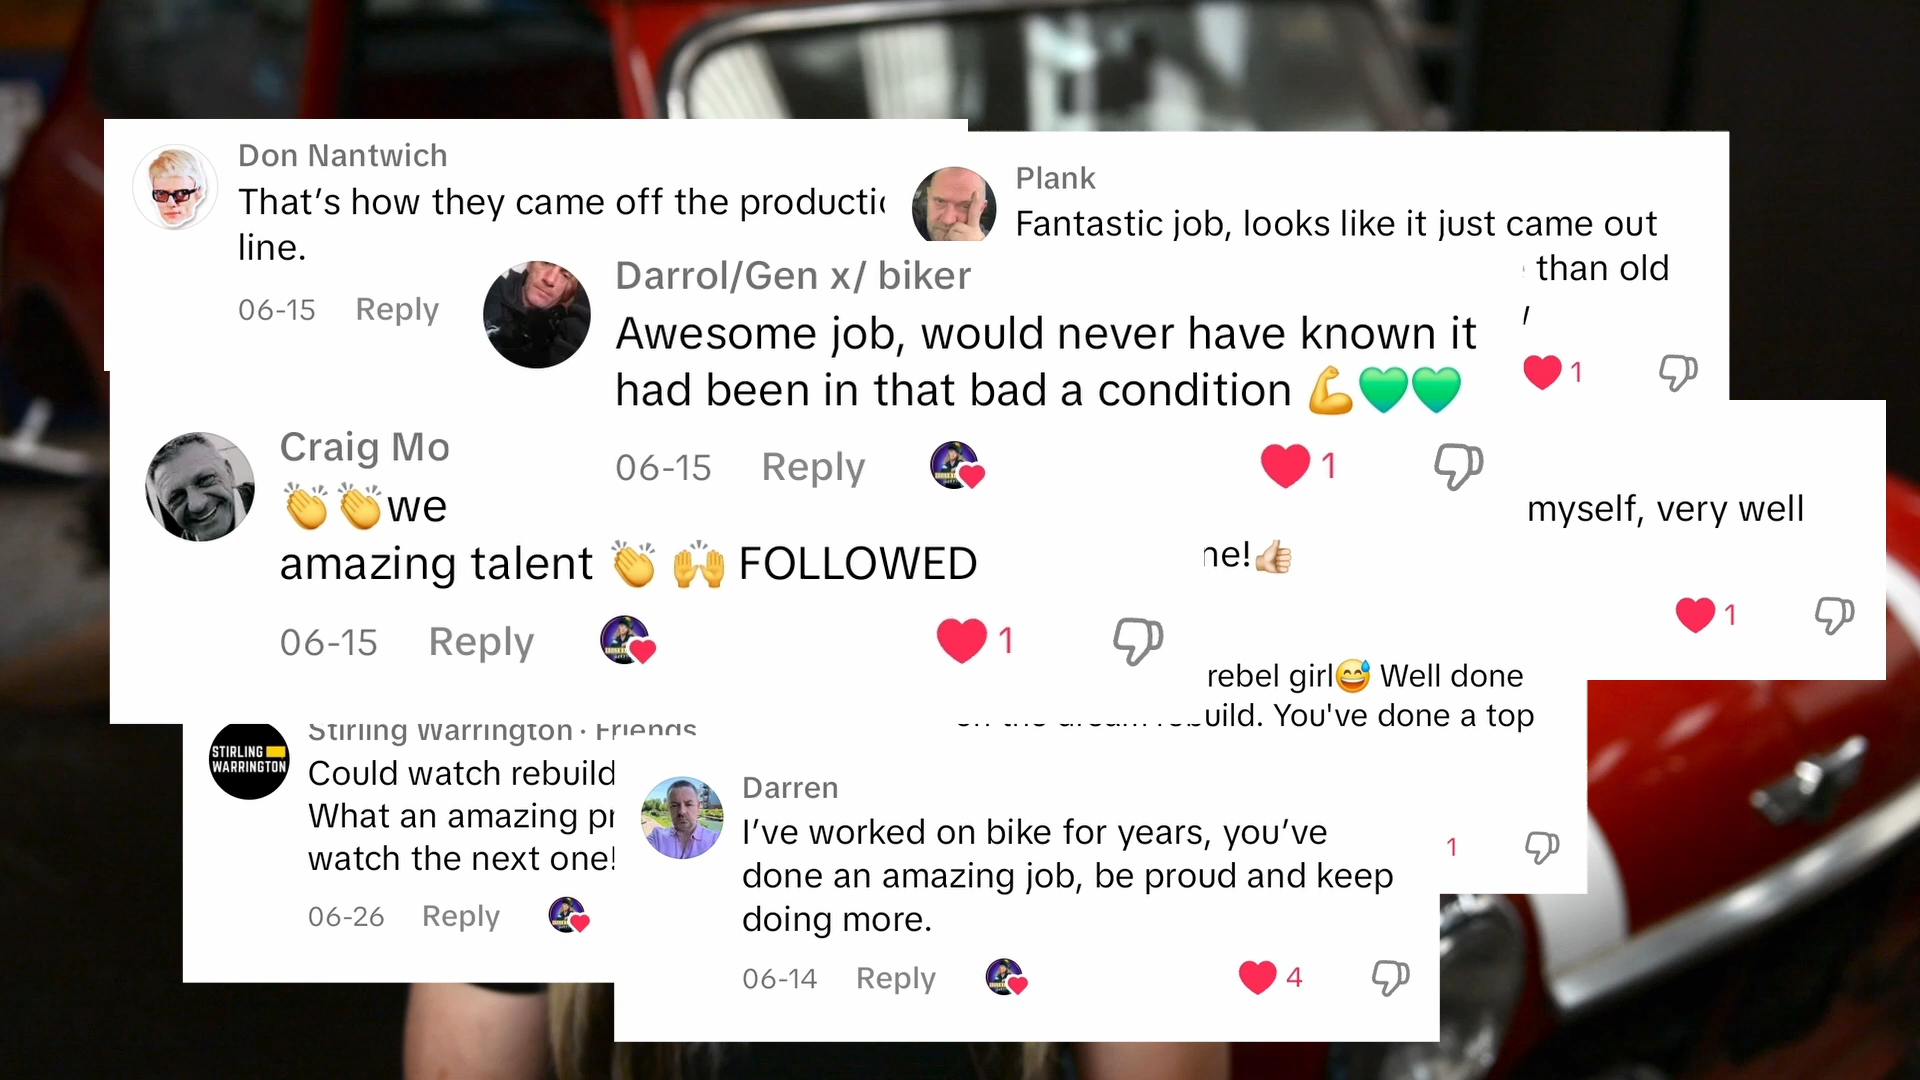 Don Nantwich
That’s how they came off the
line.
06-15 Reply
Plank
Fantastic job, looks like it just came out
than old
Darrol/Gen x/ biker
Awesome job, would never have known it
had been in that bad a condition 💪💚💚
06-15 Reply
1
1
Craig Mo
👏👏we
amazing talent 👏 🙌 FOLLOWED
06-15 Reply
1
myself, very well
👍🏻
1
rebel girl😅 Well done
You've done a top
1
Stirling Warrington · Friends
STIRLING
WARRINGTON
Could watch rebuild
What an amazing
watch the next one!
06-26 Reply
Darren
I’ve worked on bike for years, you’ve
done an amazing job, be proud and keep
doing more.
06-14 Reply
4